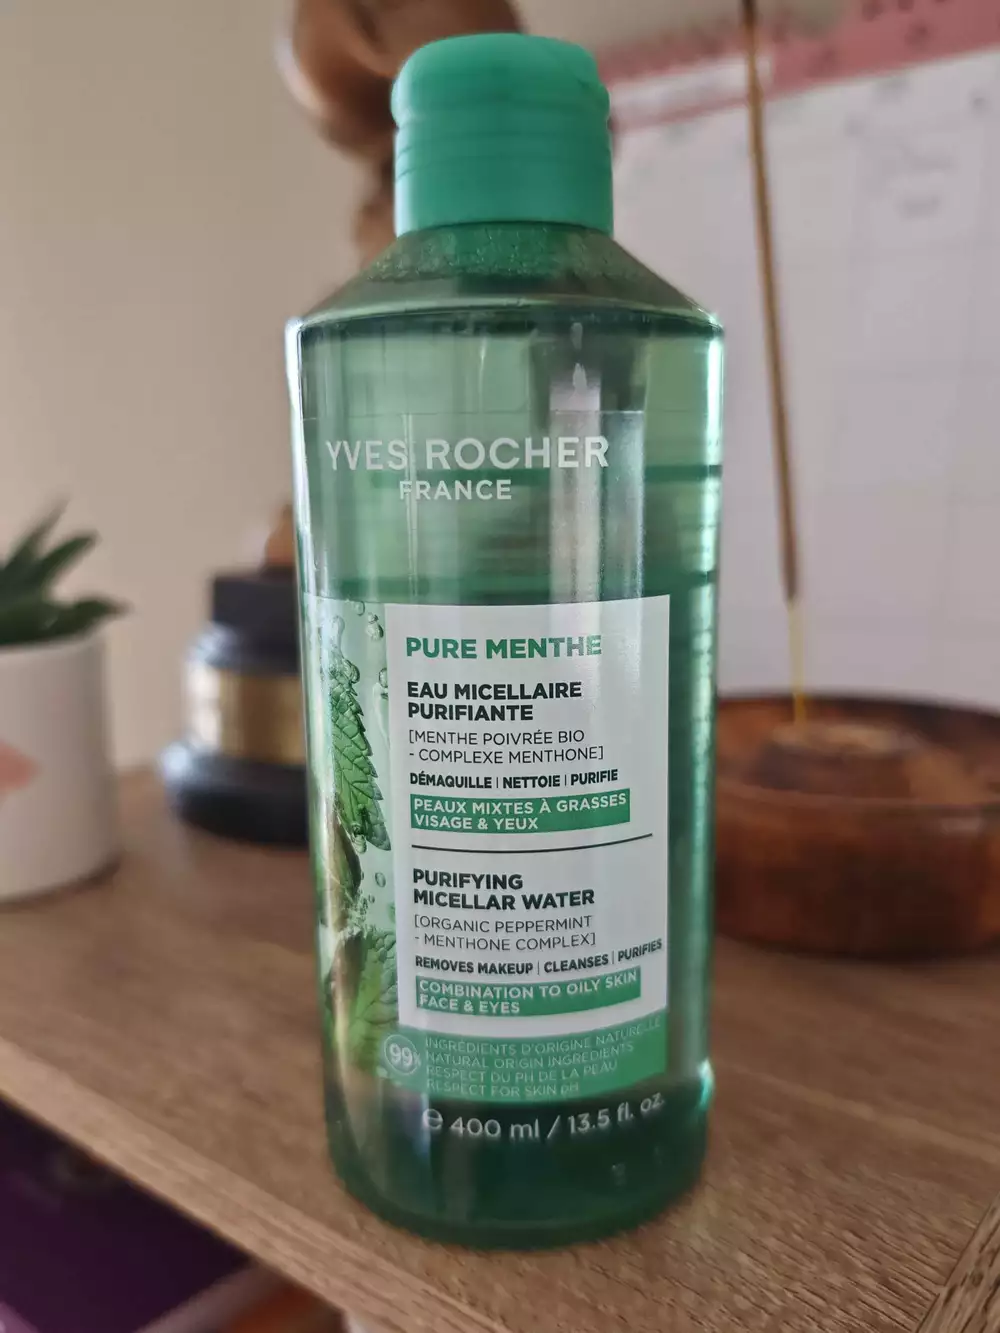 YVES ROCHER
FRANCE
PURE MENTHE
EAU MICELLAIRE
PURIFIANTE
[MENTHE POIVRÉE BIO
- COMPLEXE MENTHONE]
DÉMAQUILLE | NETTOIE | PURIFIE
PEAUX MIXTES À GRASSES
VISAGE & YEUX
PURIFYING
MICELLAR WATER
[ORGANIC PEPPERMINT
- MENTHONE COMPLEX]
REMOVES MAKEUP | CLEANSES | PURIFIES
COMBINATION TO OILY SKIN
FACE & EYES
99%
INGRÉDIENTS D'ORIGINE NATURELLE
NATURAL ORIGIN INGREDIENTS
RESPECT DU PH DE LA PEAU
RESPECT FOR SKIN pH
℮ 400 ml / 13.5 fl. oz.